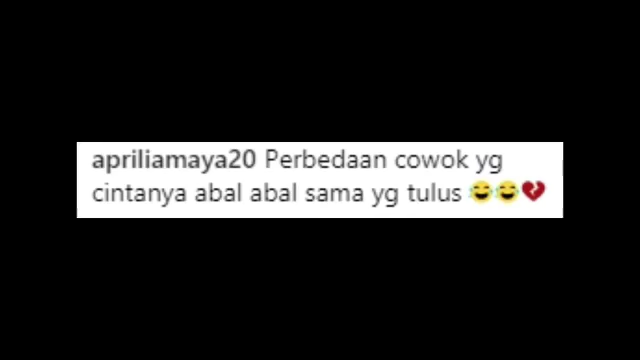 apriliamaya20 Perbedaan cowok yg
cintanya abal abal sama yg tulus 😂😂💔